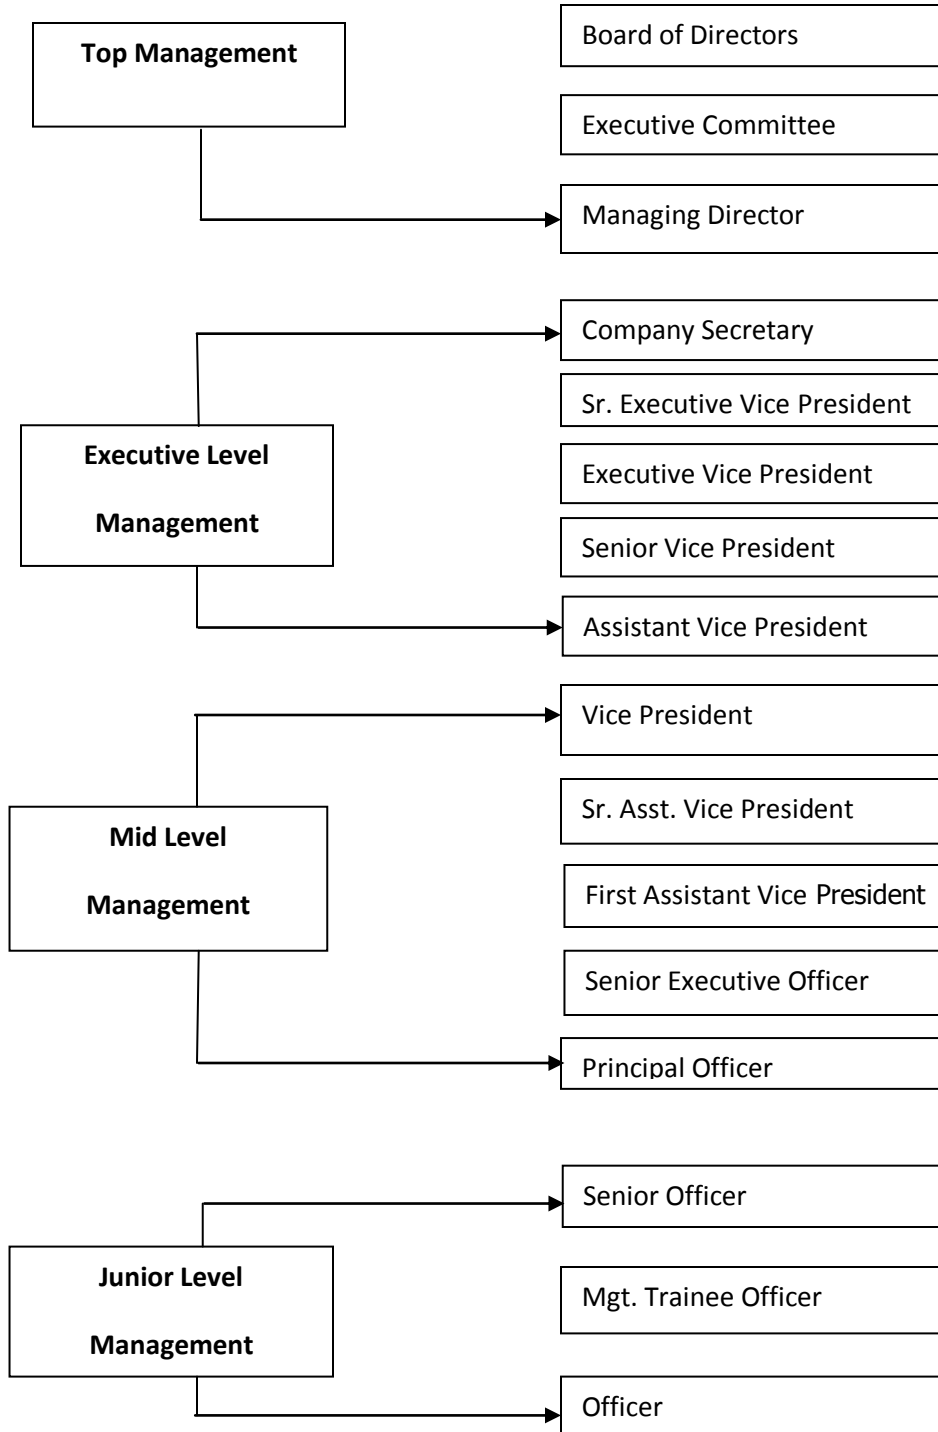 Top Management
Board of Directors
Executive Committee
Managing Director
Executive Level
Management
Company Secretary
Sr. Executive Vice President
Executive Vice President
Senior Vice President
Assistant Vice President
Mid Level
Management
Vice President
Sr. Asst. Vice President
First Assistant Vice President
Senior Executive Officer
Principal Officer
Junior Level
Management
Senior Officer
Mgt. Trainee Officer
Officer